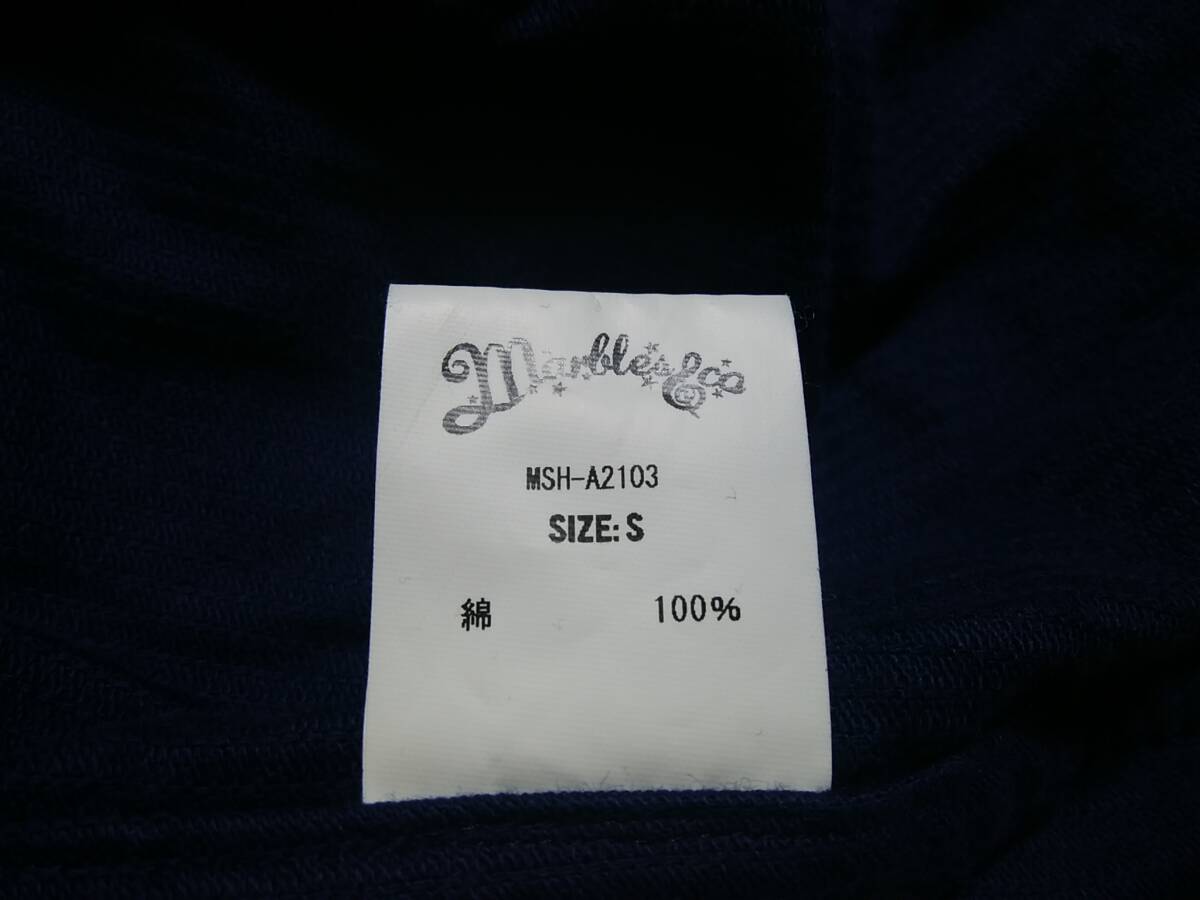 Marbles&co
MSH-A2103
SIZE: S
綿 100%